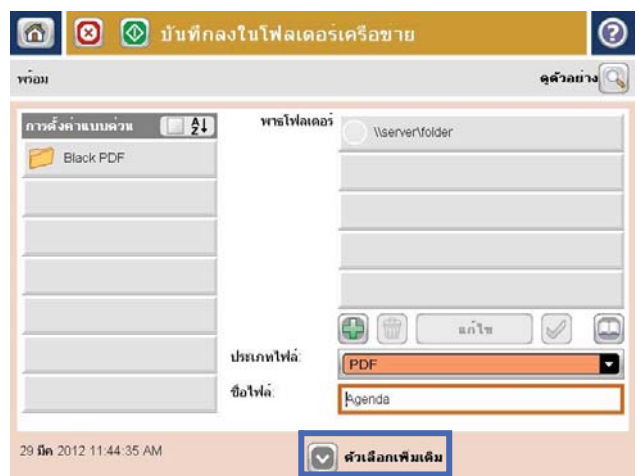 บันทึกลงในโฟลเดอร์เครือข่าย
พร้อม
ดูตัวอย่าง
การตั้งค่าแบบด่วน
พาธโฟลเดอร์
\\server\folder
Black PDF
แก้ไข
ประเภทไฟล์:
PDF
ชื่อไฟล์:
Agenda
29 มีค 2012 11:44:35 AM
ตัวเลือกเพิ่มเติม